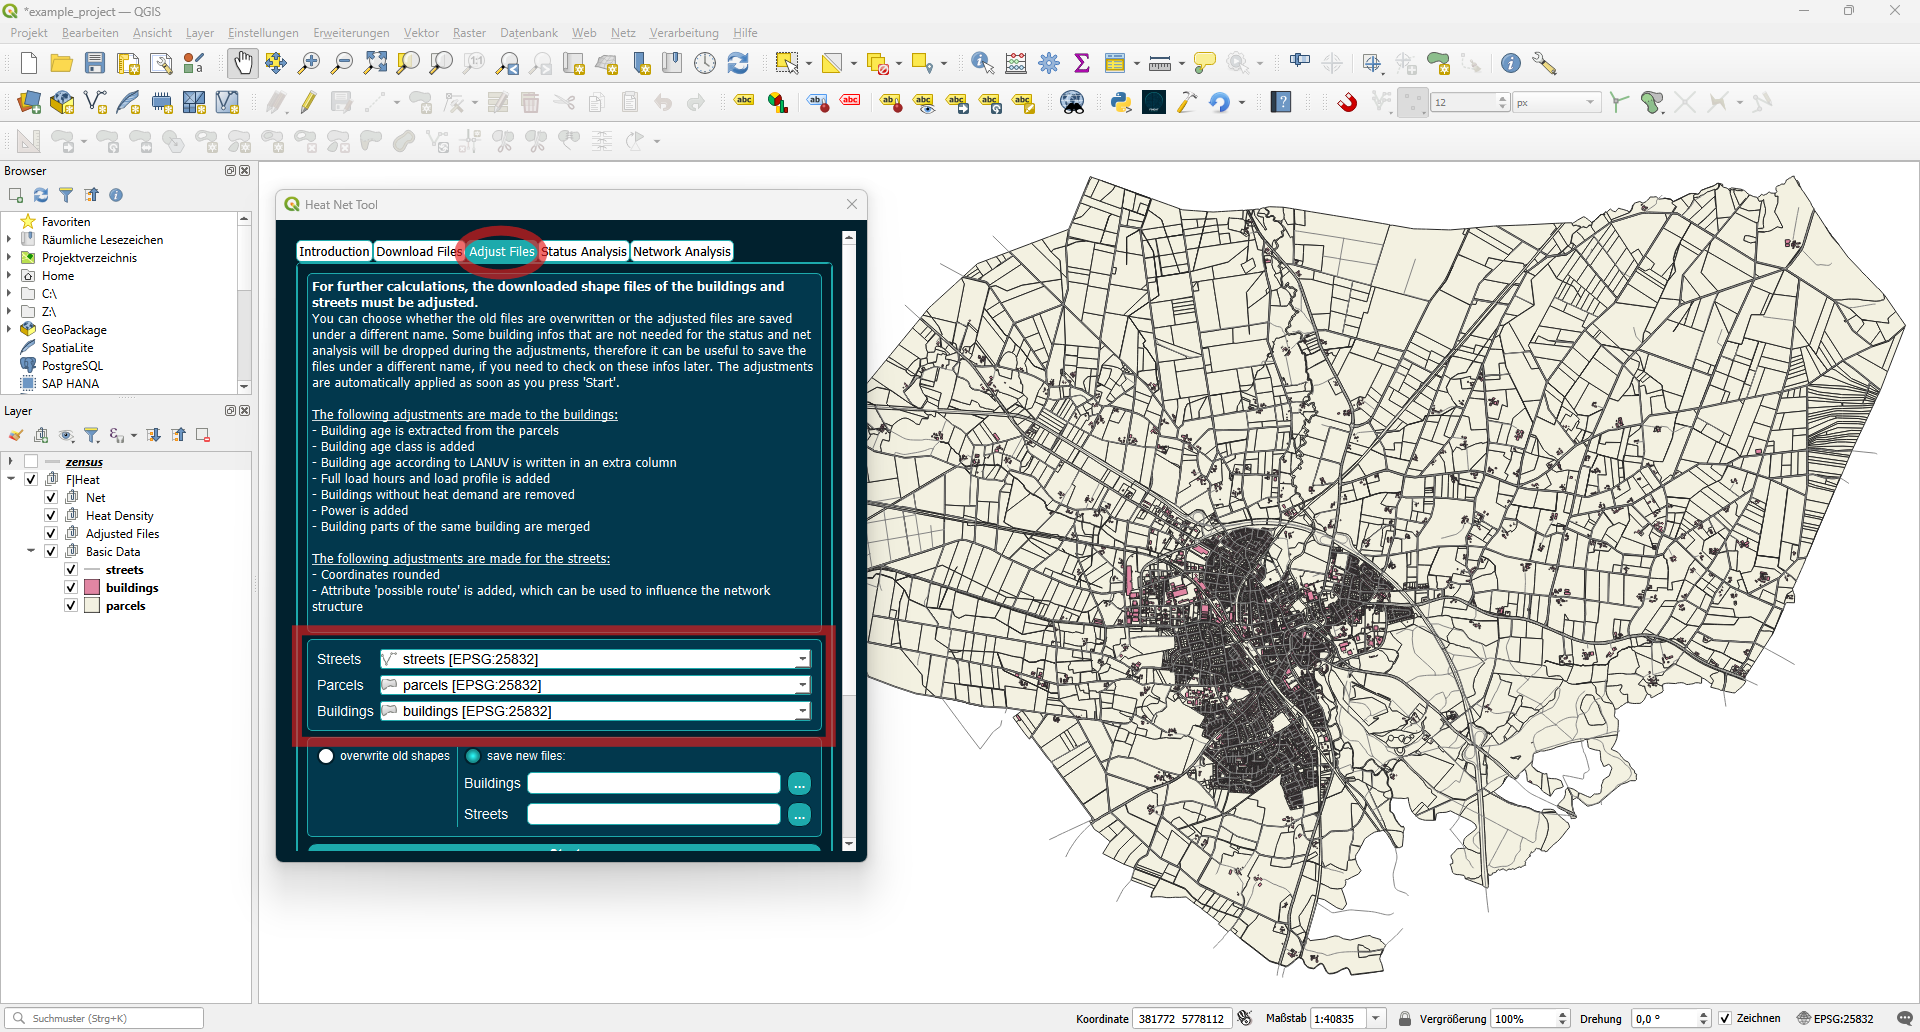 *example_project — QGIS
Projekt Bearbeiten Ansicht Layer Einstellungen Erweiterungen Vektor Raster Datenbank Web Netz Verarbeitung Hilfe
12 px
Browser
Favoriten
Räumliche Lesezeichen
Projektverzeichnis
Home
C:\
Z:\
GeoPackage
SpatiaLite
PostgreSQL
SAP HANA
Layer
zensus
F|Heat
Net
Heat Density
Adjusted Files
Basic Data
streets
buildings
parcels
Heat Net Tool
Introduction Download Files Adjust Files Status Analysis Network Analysis
For further calculations, the downloaded shape files of the buildings and
streets must be adjusted.
You can choose whether the old files are overwritten or the adjusted files are saved
under a different name. Some building infos that are not needed for the status and net
analysis will be dropped during the adjustments, therefore it can be useful to save the
files under a different name, if you need to check on these infos later. The adjustments
are automatically applied as soon as you press 'Start'.
The following adjustments are made to the buildings:
- Building age is extracted from the parcels
- Building age class is added
- Building age according to LANUV is written in an extra column
- Full load hours and load profile is added
- Buildings without heat demand are removed
- Power is added
- Building parts of the same building are merged
The following adjustments are made for the streets:
- Coordinates rounded
- Attribute 'possible route' is added, which can be used to influence the network
structure
Streets streets [EPSG:25832]
Parcels parcels [EPSG:25832]
Buildings buildings [EPSG:25832]
overwrite old shapes save new files:
Buildings ...
Streets ...
Suchmuster (Strg+K)
Koordinate 381772 5778112 Maßstab 1:40835 Vergrößerung 100% Drehung 0,0 ° Zeichnen EPSG:25832